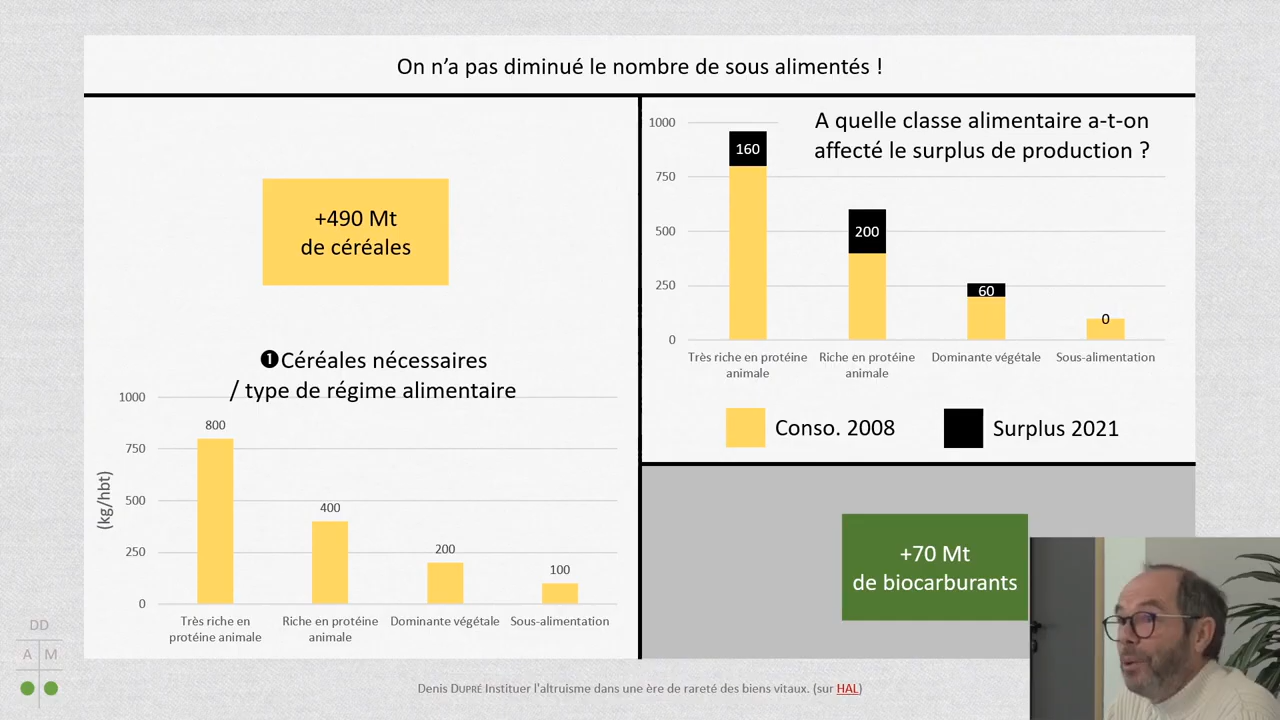 On n'a pas diminué le nombre de sous alimentés !
+490 Mt
de céréales
❶Céréales nécessaires
/ type de régime alimentaire
(kg/hbt)
1000
750
500
250
0
800
400
200
100
Très riche en
protéine animale
Riche en protéine
animale
Dominante végétale
Sous-alimentation
A quelle classe alimentaire a-t-on
affecté le surplus de production ?
1000
750
500
250
0
160
200
60
0
Très riche en protéine
animale
Riche en protéine
animale
Dominante végétale
Sous-alimentation
Conso. 2008
Surplus 2021
+70 Mt
de biocarburants
DD
A M
Denis Dupré Instituer l'altruisme dans une ère de rareté des biens vitaux. (sur HAL)